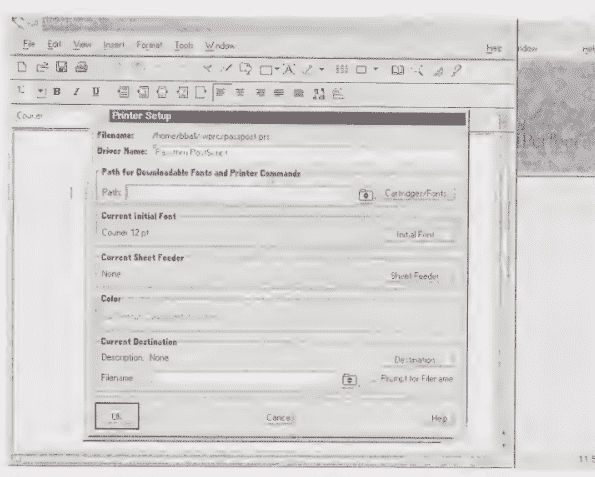 File Edit View Insert Format Tools Window Help
B I U
Courier
Printer Setup
Filename:
Driver Name:
Path for Downloadable Fonts and Printer Commands
Path: Cartridges/Fonts
Current Initial Font
Courier 12 pt Initial Font
Current Sheet Feeder
None Sheet Feeder
Color
Current Destination
Description: None Destination
Filename Prompt for Filename
OK Cancel Help